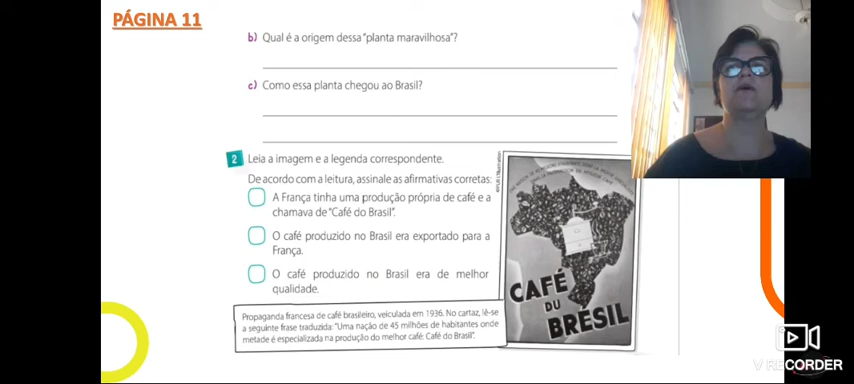 PÁGINA 11
b) Qual é a origem dessa "planta maravilhosa"?
c) Como essa planta chegou ao Brasil?
2 Leia a imagem e a legenda correspondente.
De acordo com a leitura, assinale as afirmativas corretas:
A França tinha uma produção própria de café e a
chamava de "Café do Brasil".
O café produzido no Brasil era exportado para a
França.
O café produzido no Brasil era de melhor
qualidade.
Propaganda francesa de café brasileiro, veiculada em 1936. No cartaz, lê-se
a seguinte frase traduzida: "Uma nação de 45 milhões de habitantes onde
metade é especializada na produção do melhor café: Café do Brasil".
CAFÉ
DU
BRÉSIL
V RECORDER